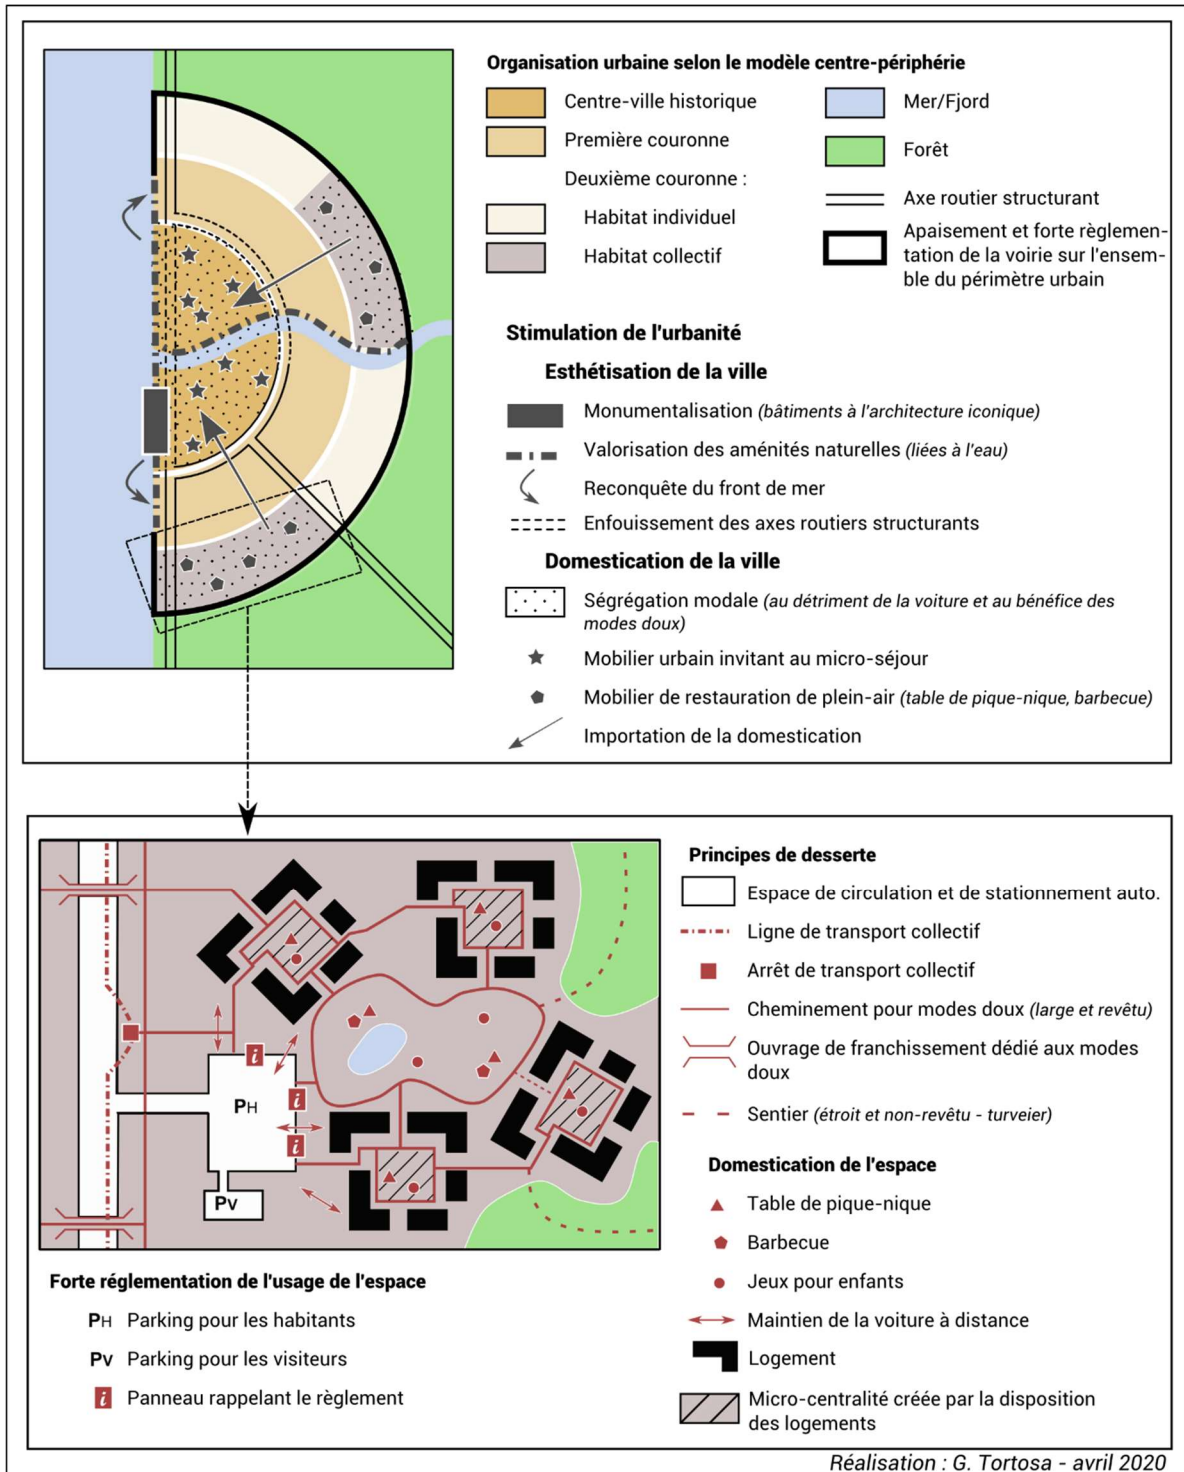 Organisation urbaine selon le modèle centre-périphérie
Centre-ville historique
Première couronne
Deuxième couronne :
Habitat individuel
Habitat collectif
Mer/Fjord
Forêt
Axe routier structurant
Apaisement et forte règlemen-
tation de la voirie sur l'ensem-
ble du périmètre urbain
Stimulation de l'urbanité
Esthétisation de la ville
Monumentalisation (bâtiments à l'architecture iconique)
Valorisation des aménités naturelles (liées à l'eau)
Reconquête du front de mer
Enfouissement des axes routiers structurants
Domestication de la ville
Ségrégation modale (au détriment de la voiture et au bénéfice des
modes doux)
Mobilier urbain invitant au micro-séjour
Mobilier de restauration de plein-air (table de pique-nique, barbecue)
Importation de la domestication
i
PH
i
i
PV
Principes de desserte
Espace de circulation et de stationnement auto.
Ligne de transport collectif
Arrêt de transport collectif
Cheminement pour modes doux (large et revêtu)
Ouvrage de franchissement dédié aux modes
doux
Sentier (étroit et non-revêtu - turveier)
Domestication de l'espace
Table de pique-nique
Barbecue
Jeux pour enfants
Maintien de la voiture à distance
Logement
Micro-centralité créée par la disposition
des logements
Forte réglementation de l'usage de l'espace
PH Parking pour les habitants
PV Parking pour les visiteurs
i Panneau rappelant le règlement
Réalisation : G. Tortosa - avril 2020